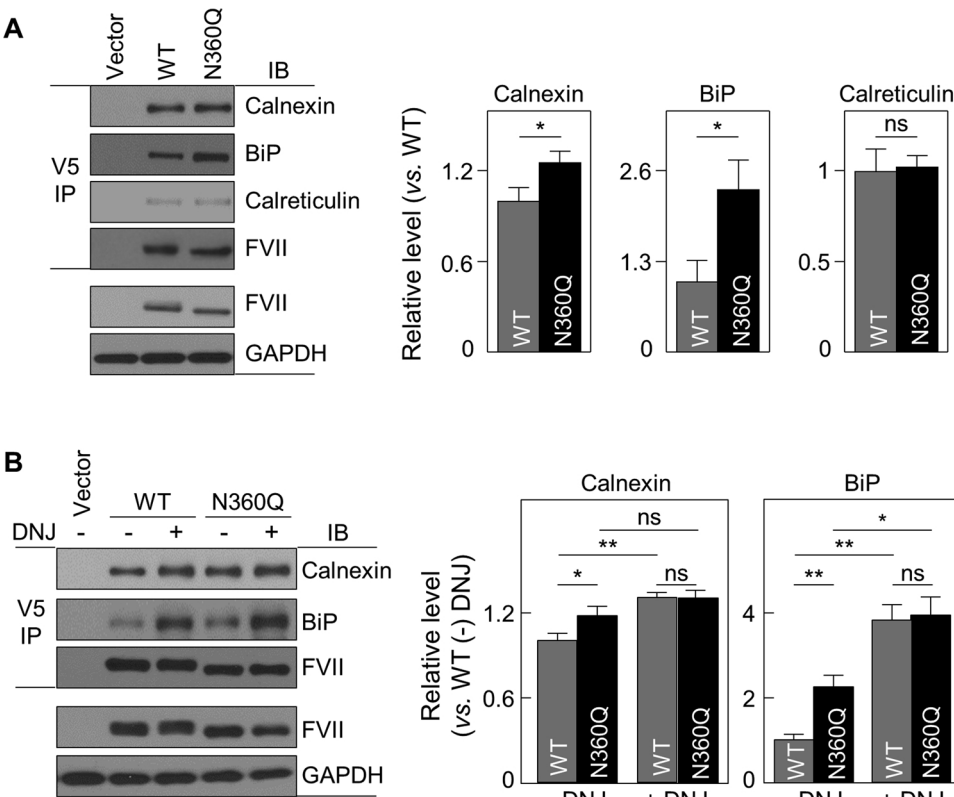 A
Vector
WT
N360Q
IB
V5
IP
Calnexin
BiP
Calreticulin
FVII
FVII
GAPDH
Relative level (vs. WT)
Calnexin
*
1.2
0.6
0
WT
N360Q
BiP
*
2.6
1.3
0
WT
N360Q
Calreticulin
ns
1
0.5
0
WT
N360Q
B
Vector
WT
N360Q
DNJ - - + - + IB
V5
IP
Calnexin
BiP
FVII
FVII
GAPDH
Relative level
(vs. WT (-) DNJ)
Calnexin
ns
**
* ns
1.2
0.6
0
WT
N360Q
WT
N360Q
- DNJ + DNJ
BiP
*
**
** ns
4
2
0
WT
N360Q
WT
N360Q
- DNJ + DNJ